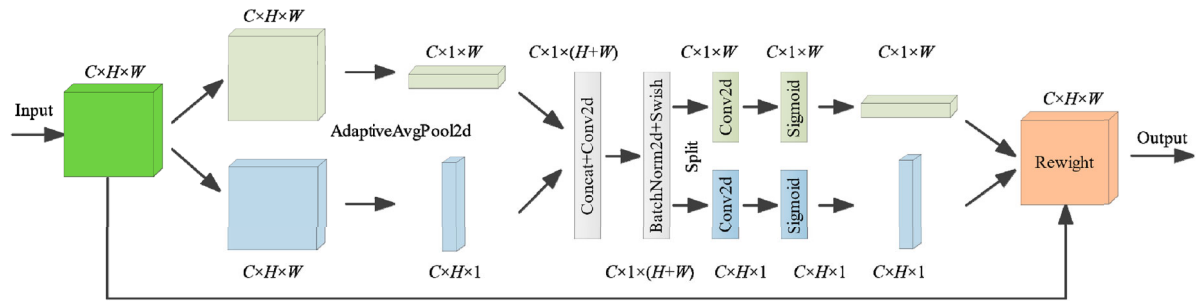 Input
C×H×W
C×H×W
C×H×W
AdaptiveAvgPool2d
C×1×W
C×H×1
C×1×(H+W)
Concat+Conv2d
BatchNorm2d+Swish
C×1×(H+W)
Split
C×1×W
Conv2d
C×1×W
Sigmoid
Conv2d
C×H×1
Sigmoid
C×H×1
C×1×W
C×H×1
C×H×W
Rewight
Output